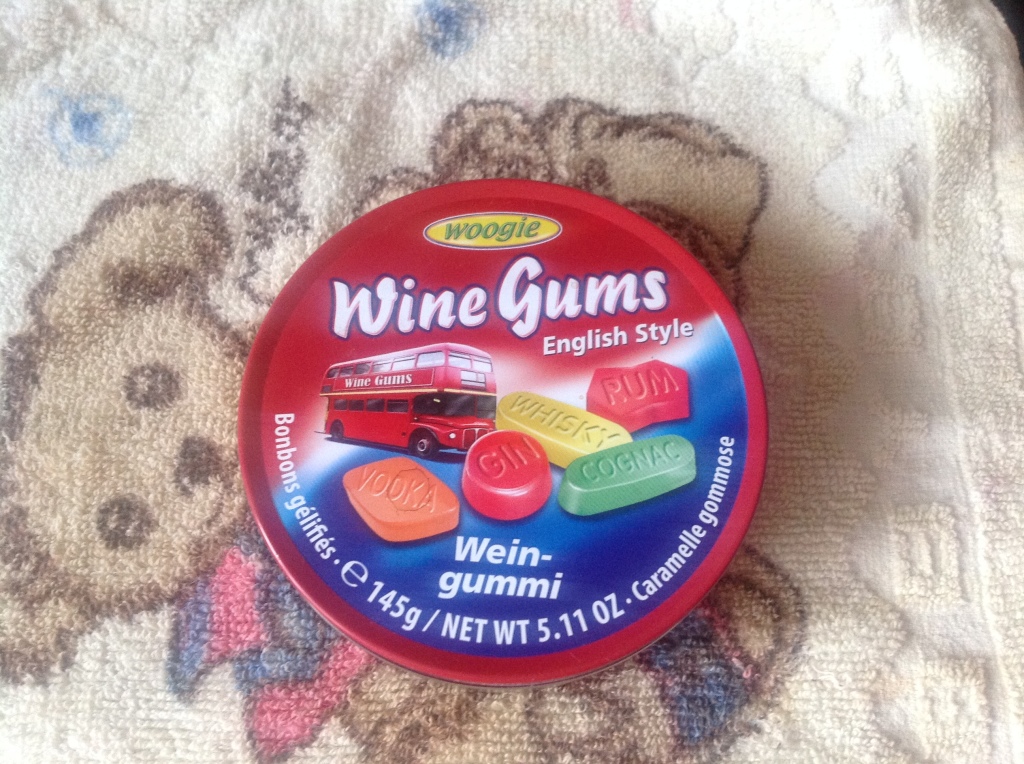 woogie
Wine Gums
English Style
Wine Gums
RUM
WHISKY
GIN
COGNAC
VODKA
Wein-
gummi
Bonbons gélifiés · ℮ 145g / NET WT 5.11 OZ · Caramelle gommose